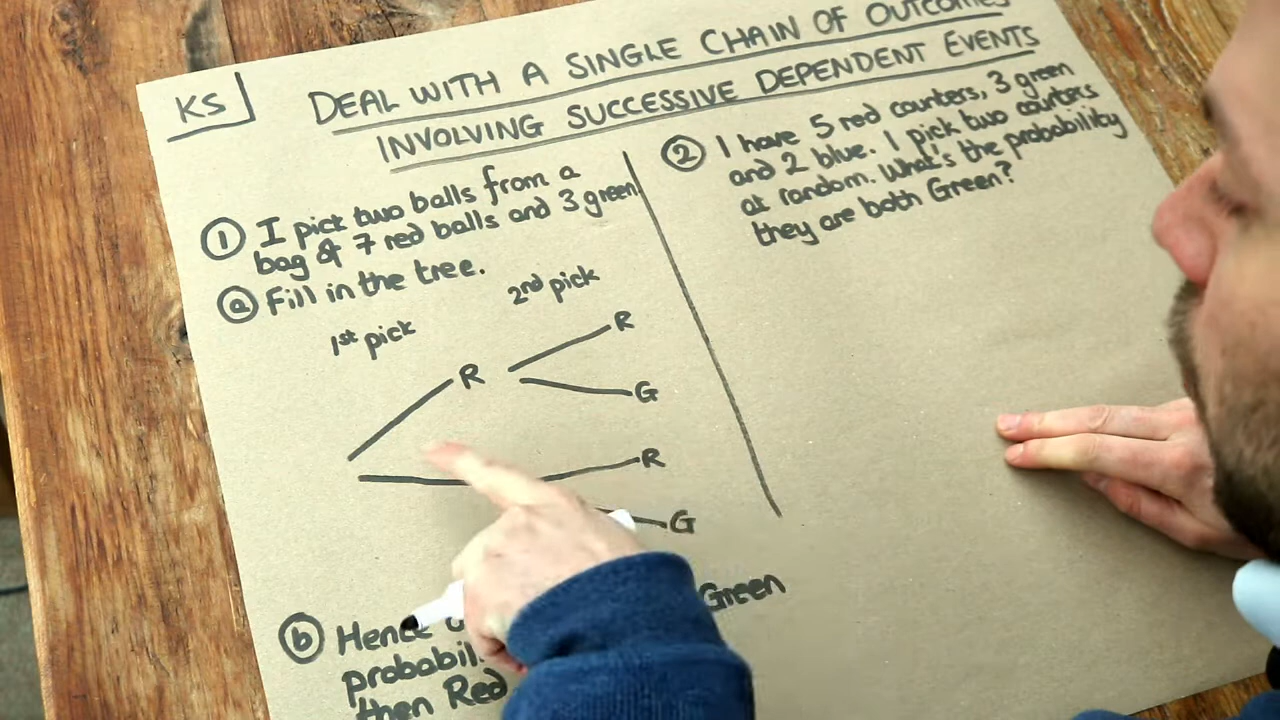 KS
DEAL WITH A SINGLE CHAIN OF OUTCOMES
INVOLVING SUCCESSIVE DEPENDENT EVENTS
① I pick two balls from a
bag of 7 red balls and 3 green.
ⓐ Fill in the tree.
1st pick
2nd pick
R
R
G
R
G
ⓑ Hence
then Red
Green
② I have 5 red counters, 3 green
and 2 blue. I pick two counters
at random. What's the probability
they are both Green?